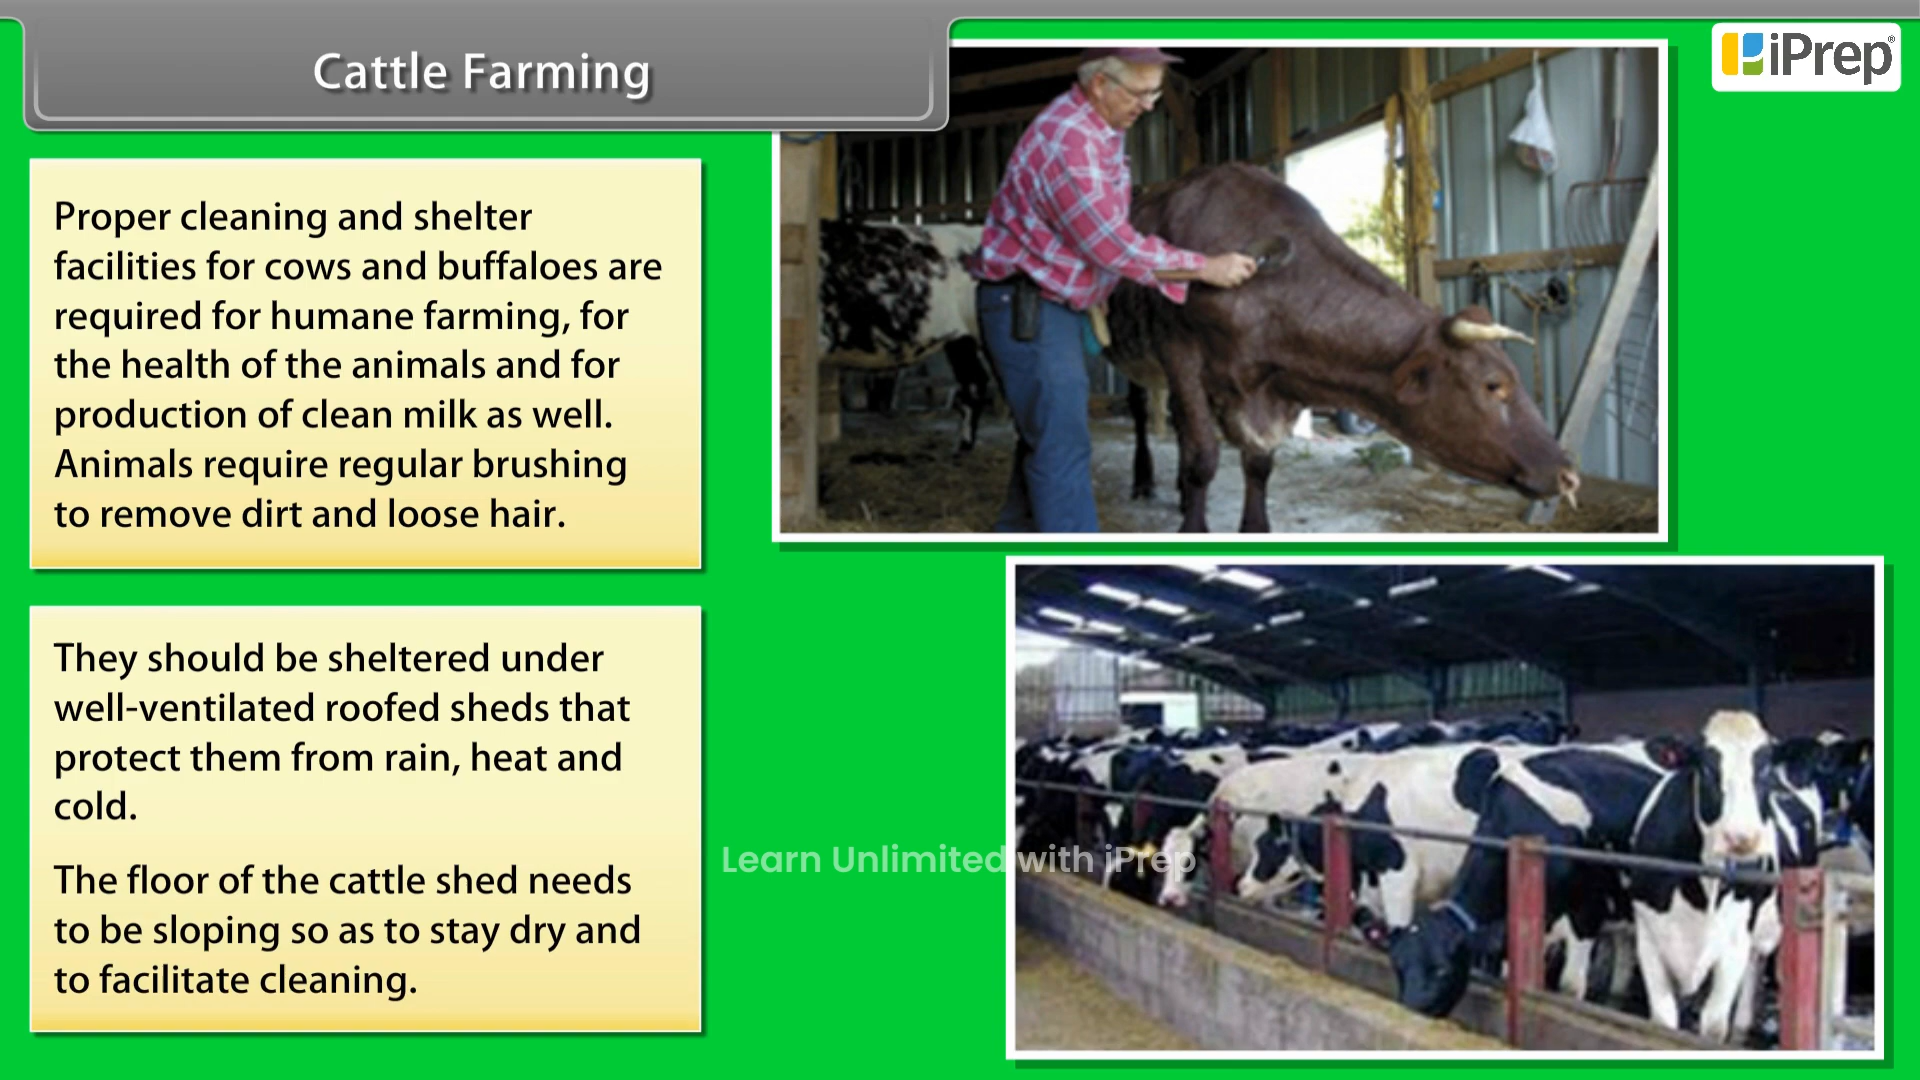 Cattle Farming
iPrep®
Proper cleaning and shelter
facilities for cows and buffaloes are
required for humane farming, for
the health of the animals and for
production of clean milk as well.
Animals require regular brushing
to remove dirt and loose hair.
They should be sheltered under
well-ventilated roofed sheds that
protect them from rain, heat and
cold.
The floor of the cattle shed needs
to be sloping so as to stay dry and
to facilitate cleaning.
Learn Unlimited with iPrep